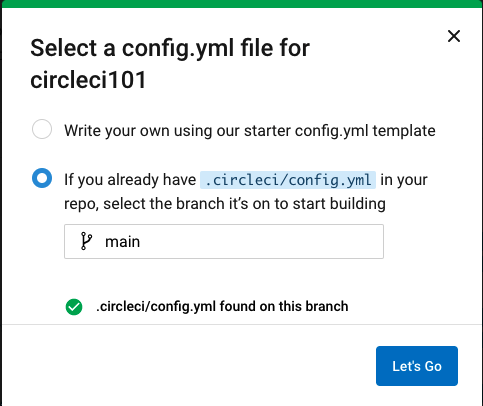 Select a config.yml file for
circleci101
Write your own using our starter config.yml template
If you already have .circleci/config.yml in your
repo, select the branch it's on to start building
main
.circleci/config.yml found on this branch
Let's Go